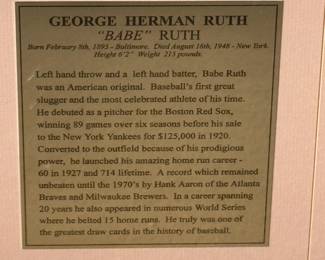 GEORGE HERMAN RUTH
"BABE" RUTH
Born February 8th, 1895 - Baltimore. Died August 16th, 1948 - New York.
Height 6'2" Weight 215 pounds.
Left hand throw and a left hand batter, Babe Ruth
was an American original. Baseball's first great
slugger and the most celebrated athlete of his time.
He debuted as a pitcher for the Boston Red Sox,
winning 89 games over six seasons before his sale
to the New York Yankees for $125,000 in 1920.
Converted to the outfield because of his prodigious
power, he launched his amazing home run career -
60 in 1927 and 714 lifetime. A record which remained
unbeaten until the 1970's by Hank Aaron of the Atlanta
Braves and Milwaukee Brewers. In a career spanning
20 years he also appeared in numerous World Series
where he belted 15 home runs. He truly was one of
the greatest draw cards in the history of baseball.